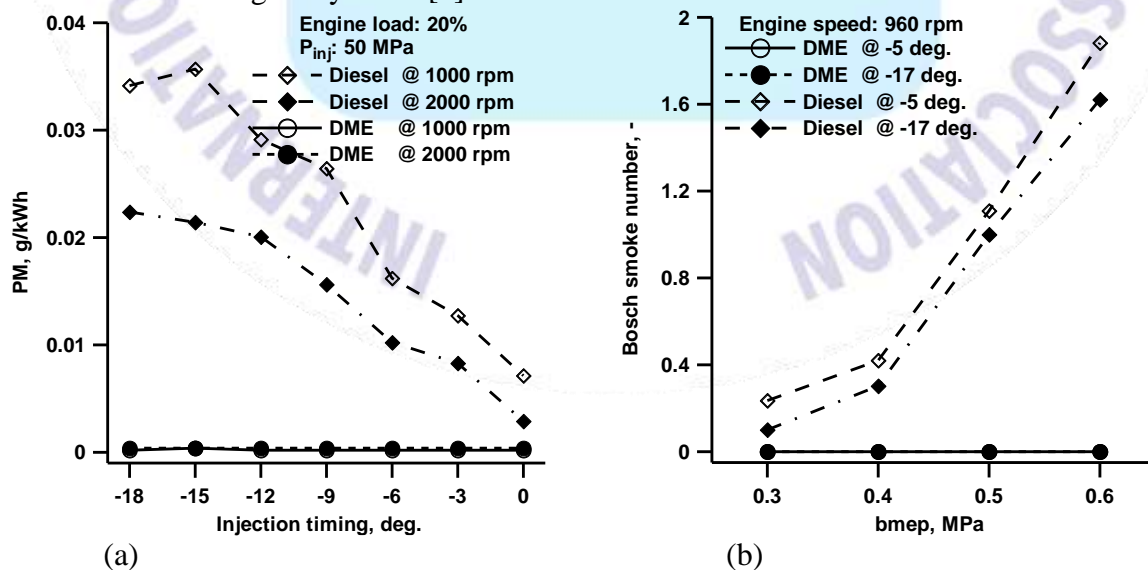 0.04
0.03
0.02
0.01
0
PM, g/kWh
-18 -15 -12 -9 -6 -3 0
Injection timing, deg.
Engine load: 20%
Pinj: 50 MPa
Diesel @ 1000 rpm
Diesel @ 2000 rpm
DME @ 1000 rpm
DME @ 2000 rpm
(a)
2
1.6
1.2
0.8
0.4
0
Bosch smoke number, -
0.3 0.4 0.5 0.6
bmep, MPa
Engine speed: 960 rpm
DME @ -5 deg.
DME @ -17 deg.
Diesel @ -5 deg.
Diesel @ -17 deg.
(b)
INTERNATIO
SSOCIATION